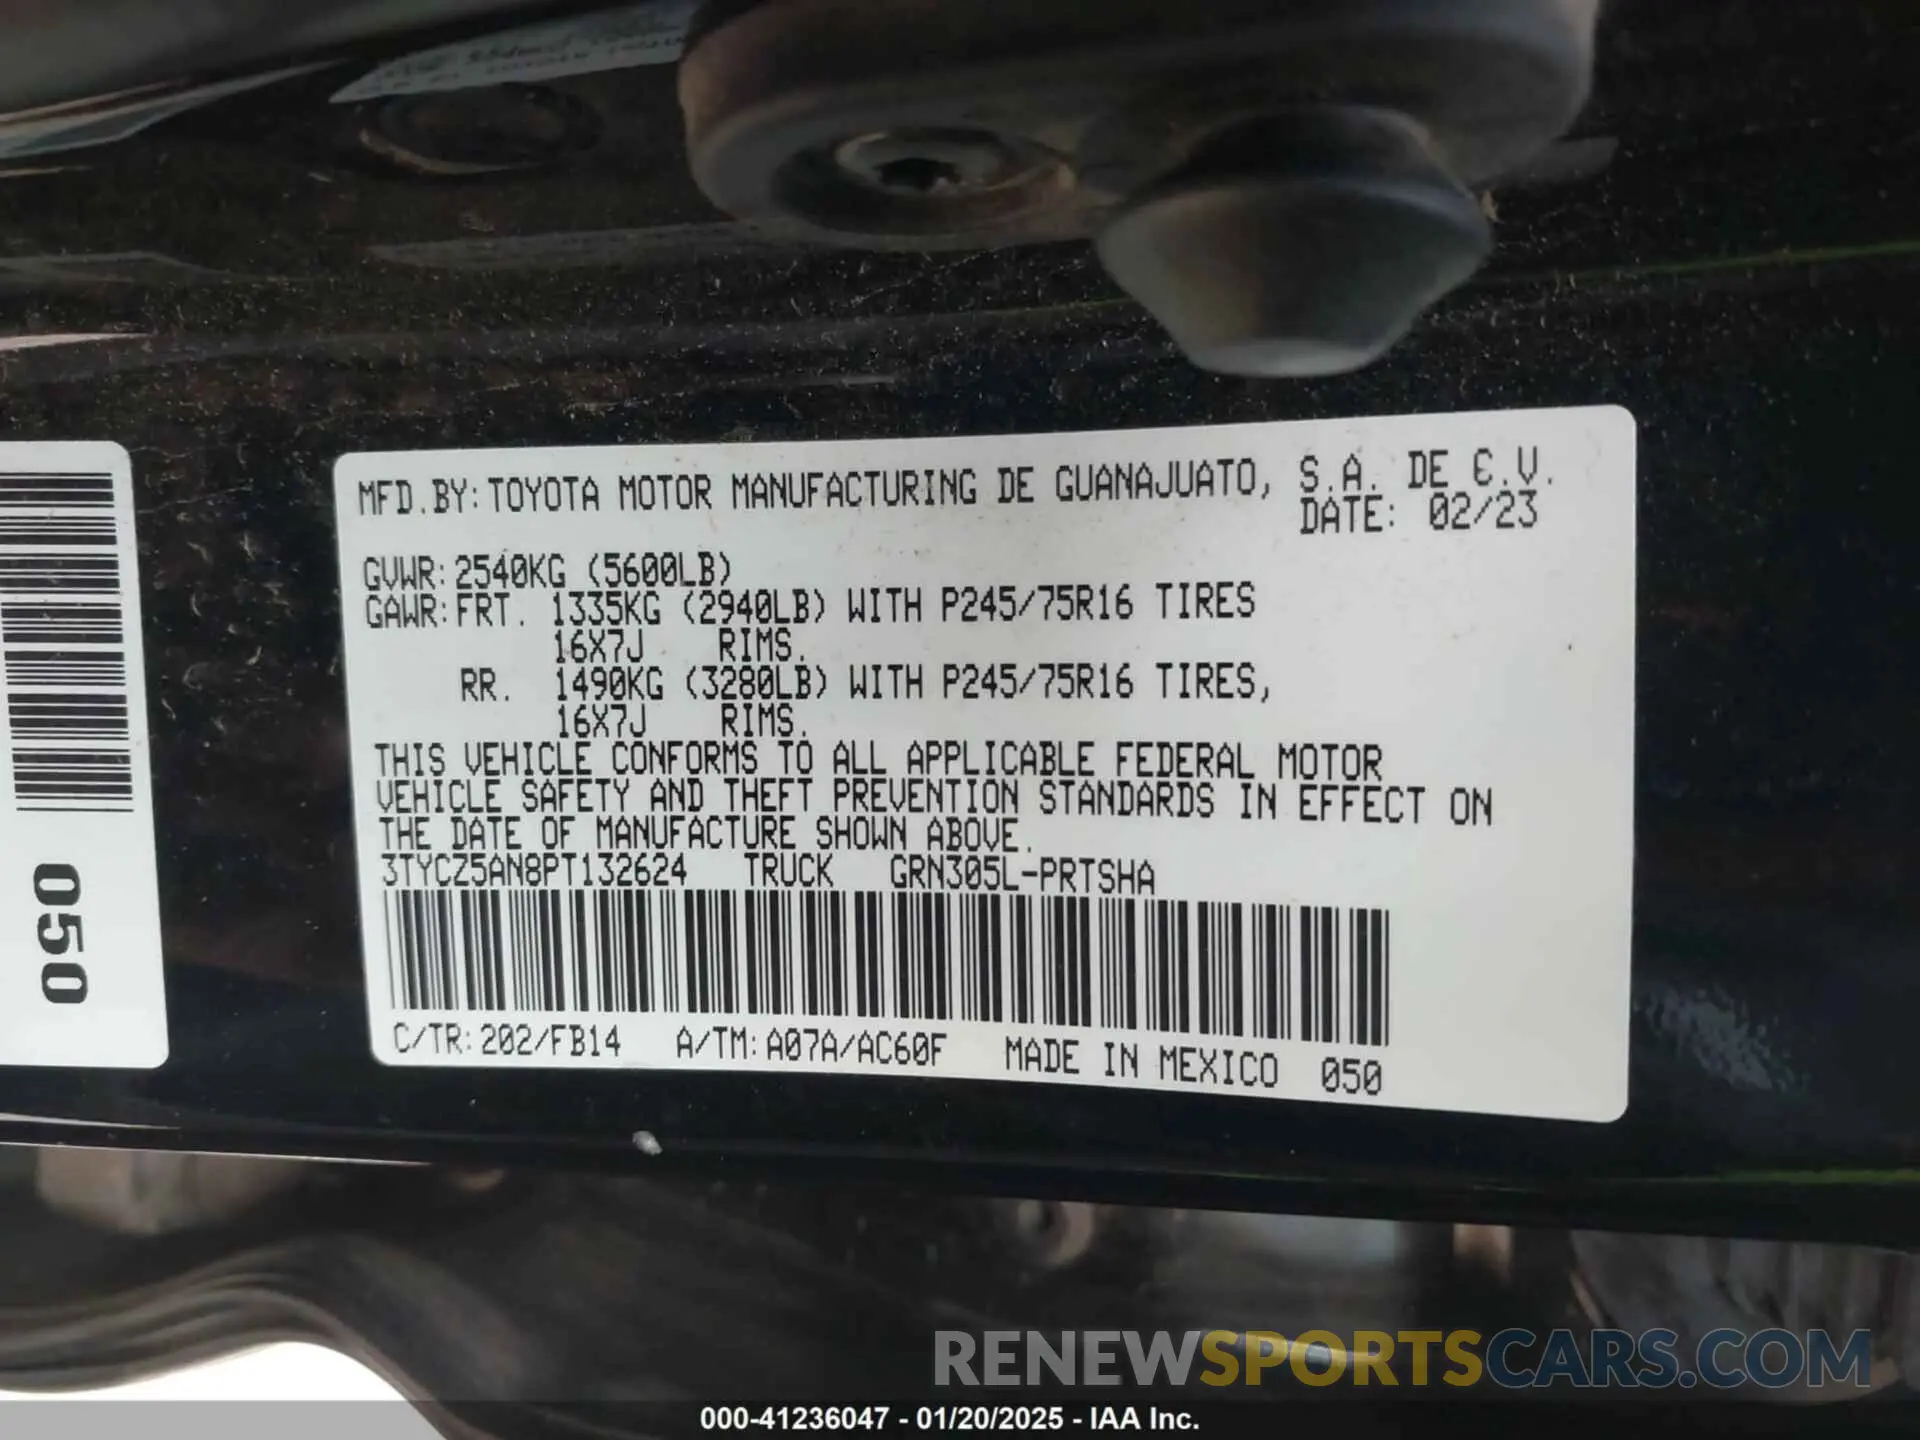 MFD.BY:TOYOTA MOTOR MANUFACTURING DE GUANAJUATO, S.A. DE C.V.
DATE: 02/23
GVWR:2540KG (5600LB)
GAWR:FRT. 1335KG (2940LB) WITH P245/75R16 TIRES
16X7J RIMS.
RR. 1490KG (3280LB) WITH P245/75R16 TIRES,
16X7J RIMS.
THIS VEHICLE CONFORMS TO ALL APPLICABLE FEDERAL MOTOR
VEHICLE SAFETY AND THEFT PREVENTION STANDARDS IN EFFECT ON
THE DATE OF MANUFACTURE SHOWN ABOVE.
3TYCZ5AN8PT132624 TRUCK GRN305L-PRTSHA
C/TR:202/FB14 A/TM:A07A/AC60F MADE IN MEXICO 050
050
RENEWSPORTSCARS.COM
000-41236047 - 01/20/2025 - IAA Inc.